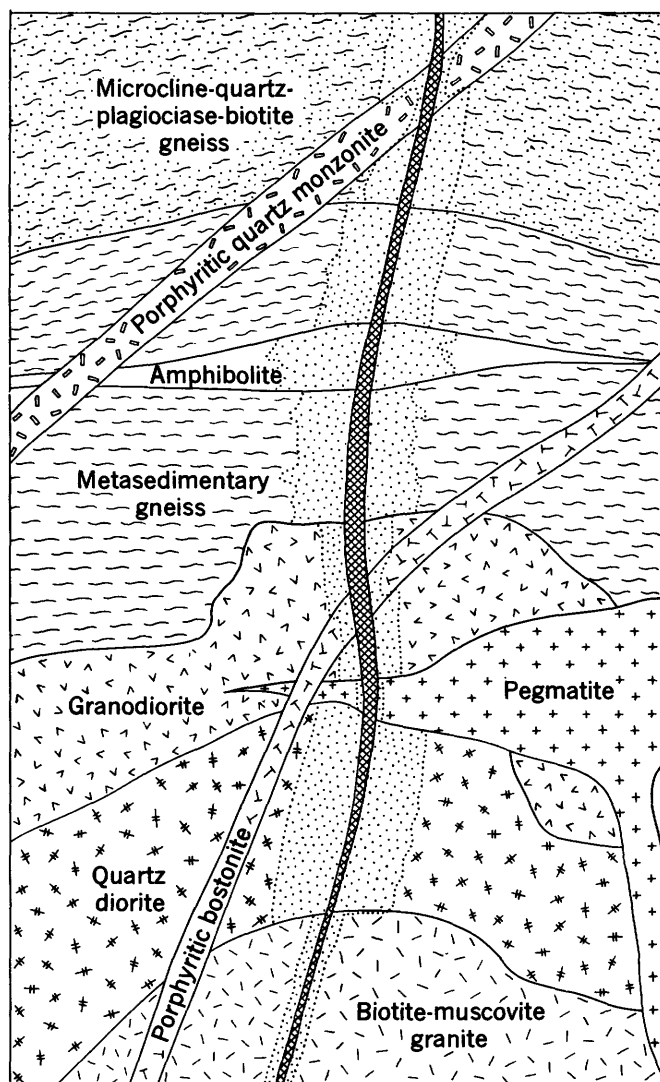 Microcline-quartz-
plagiociase-biotite
gneiss
Porphyritic quartz monzonite
Amphibolite
Metasedimentary
gneiss
Granodiorite
Pegmatite
Quartz
diorite
Porphyritic bostonite
Biotite-muscovite
granite